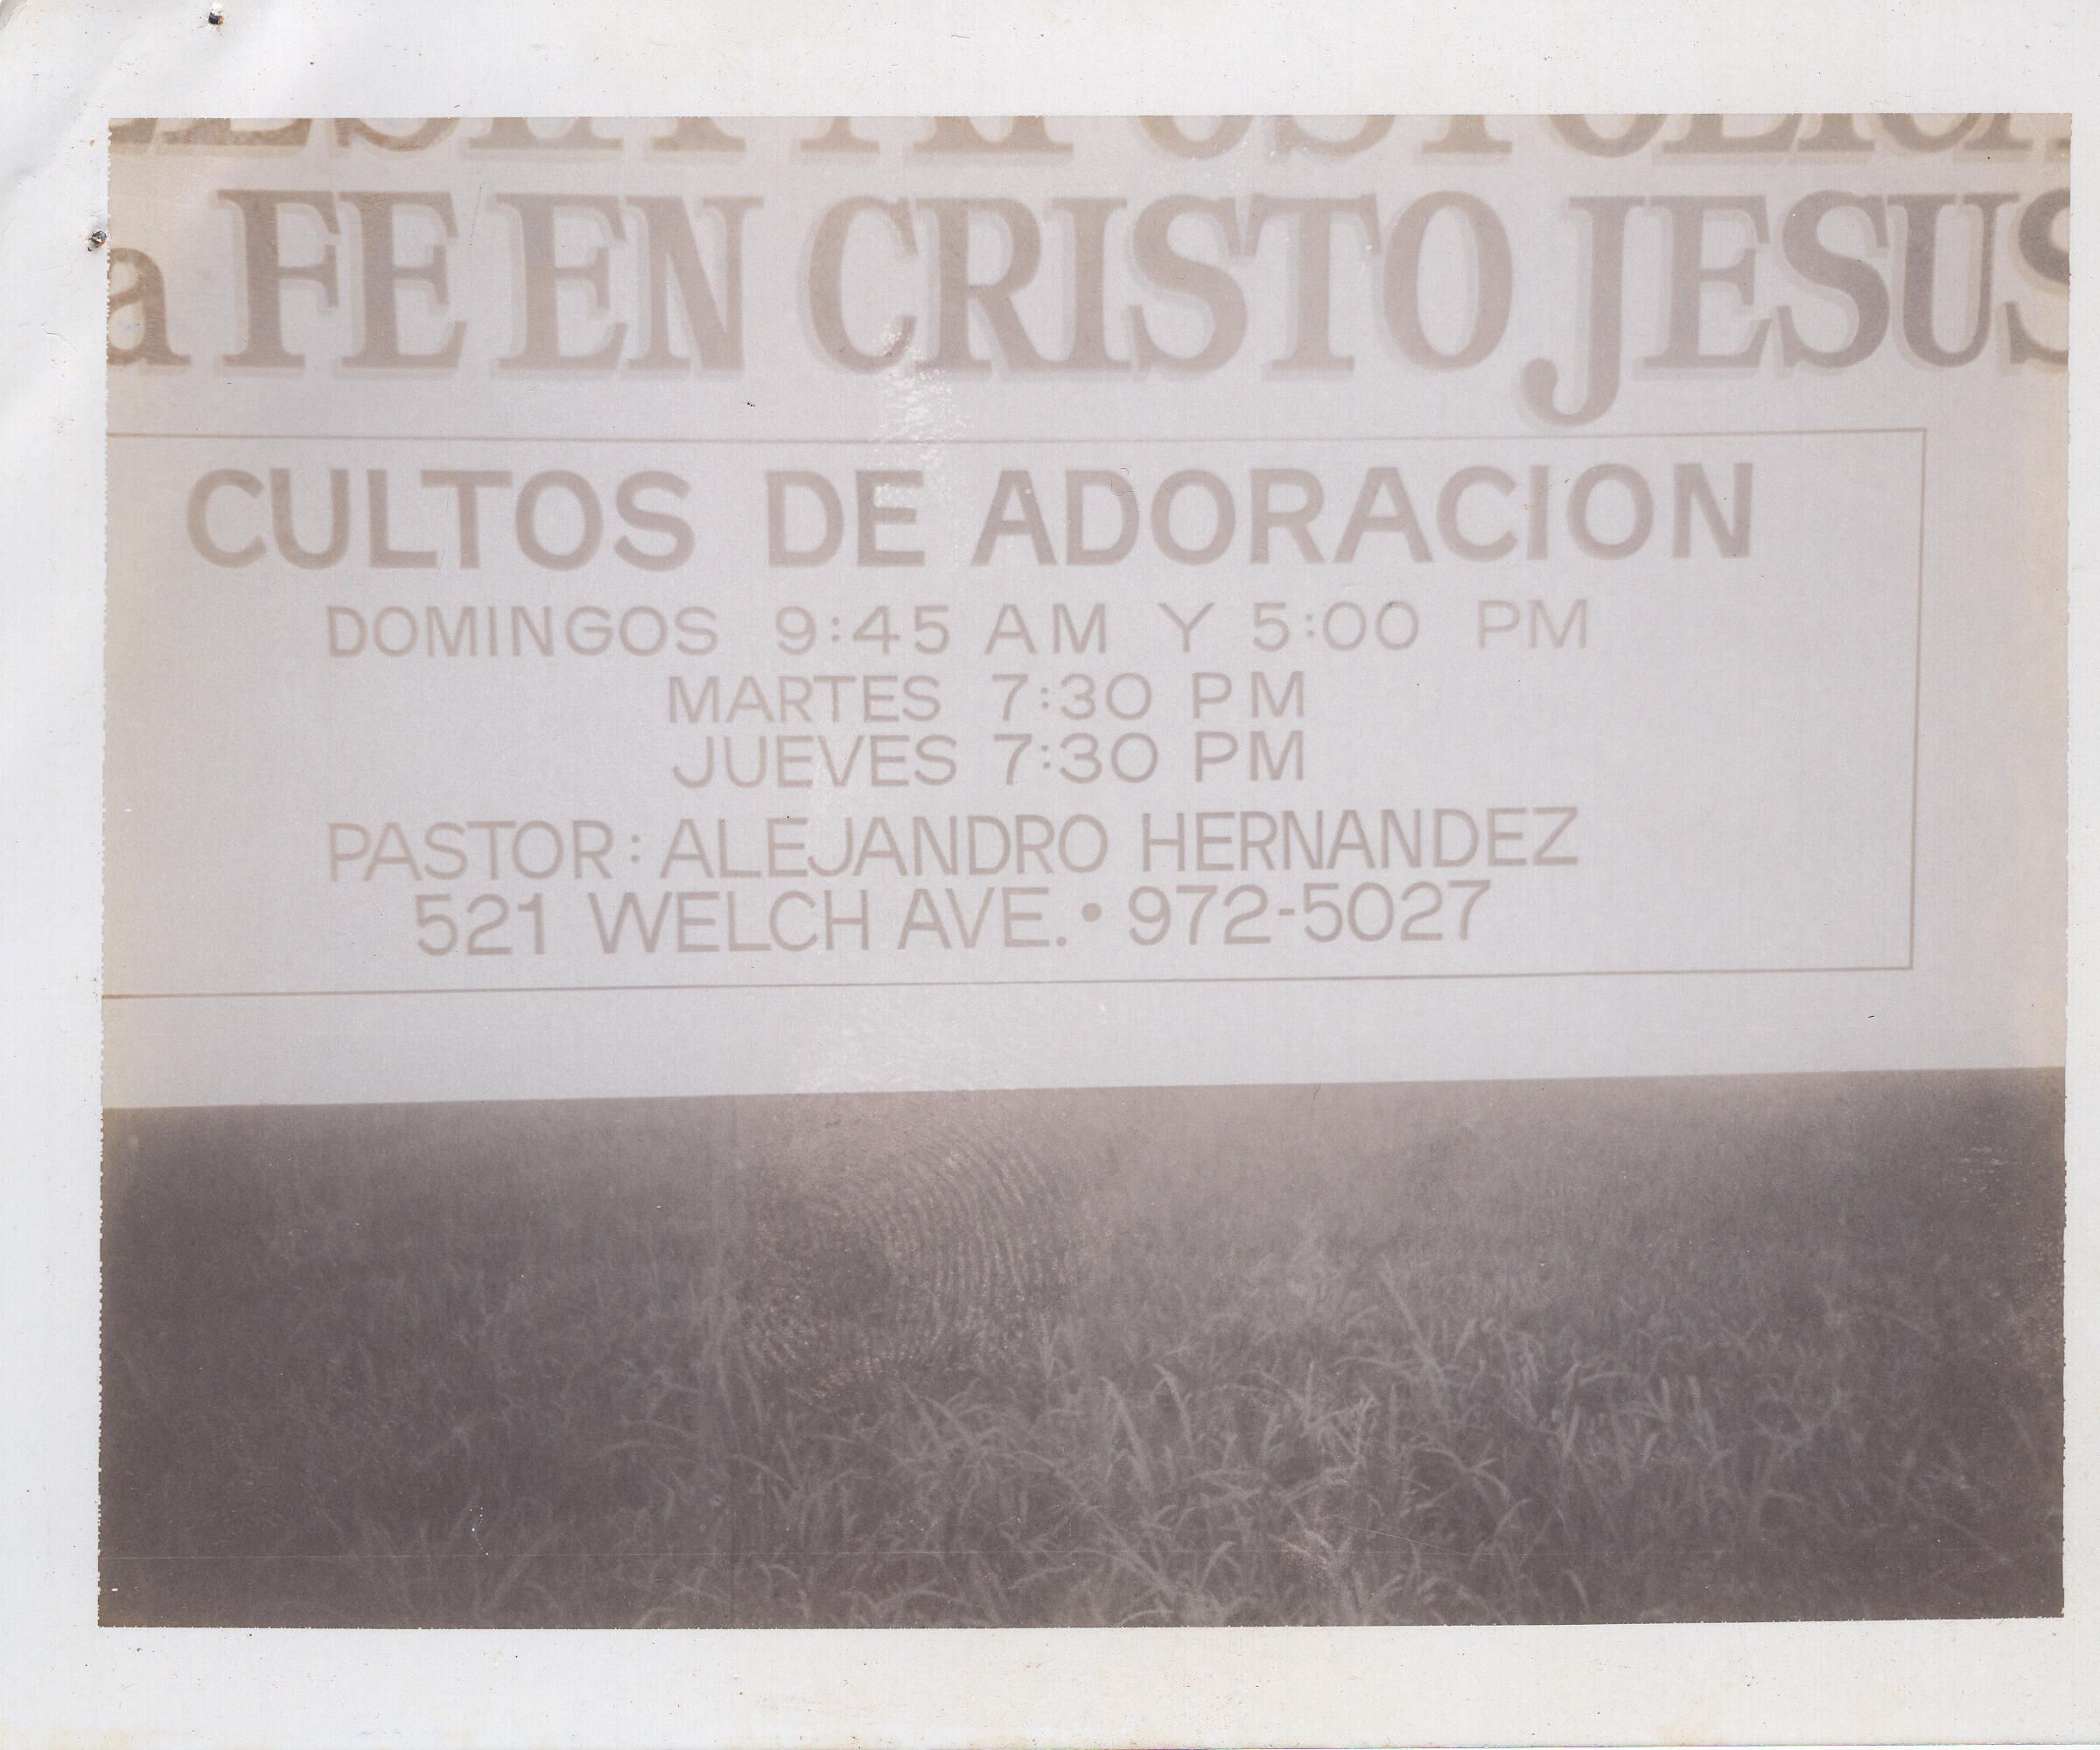 APOSTOLICA
a FE EN CRISTO JESUS
CULTOS DE ADORACION
DOMINGOS 9:45 AM Y 5:00 PM
MARTES 7:30 PM
JUEVES 7:30 PM
PASTOR: ALEJANDRO HERNANDEZ
521 WELCH AVE. • 972-5027